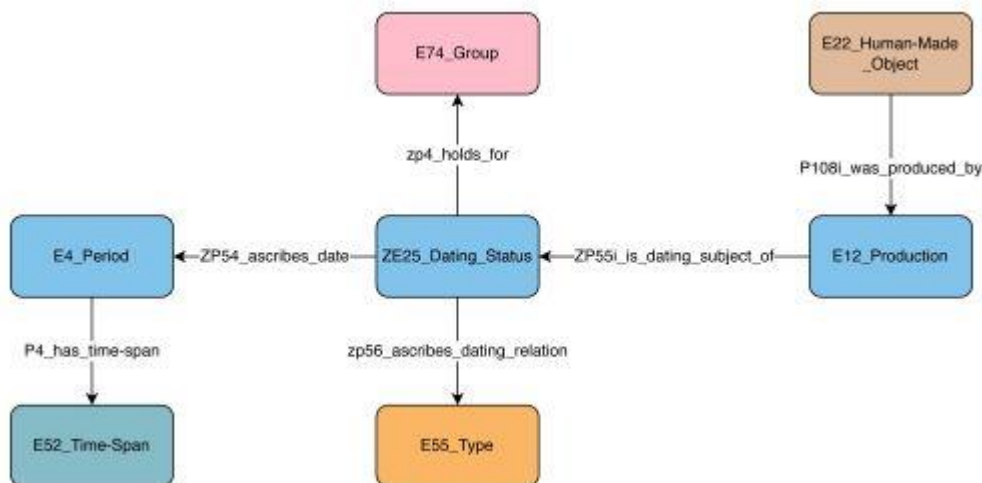 E74_Group
E22_Human-Made
_Object
zp4_holds_for
P108i_was_produced_by
E4_Period
ZP54_ascribes_date
ZE25_Dating_Status
ZP55i_is_dating_subject_of
E12_Production
P4_has_time-span
zp56_ascribes_dating_relation
E52_Time-Span
E55_Type